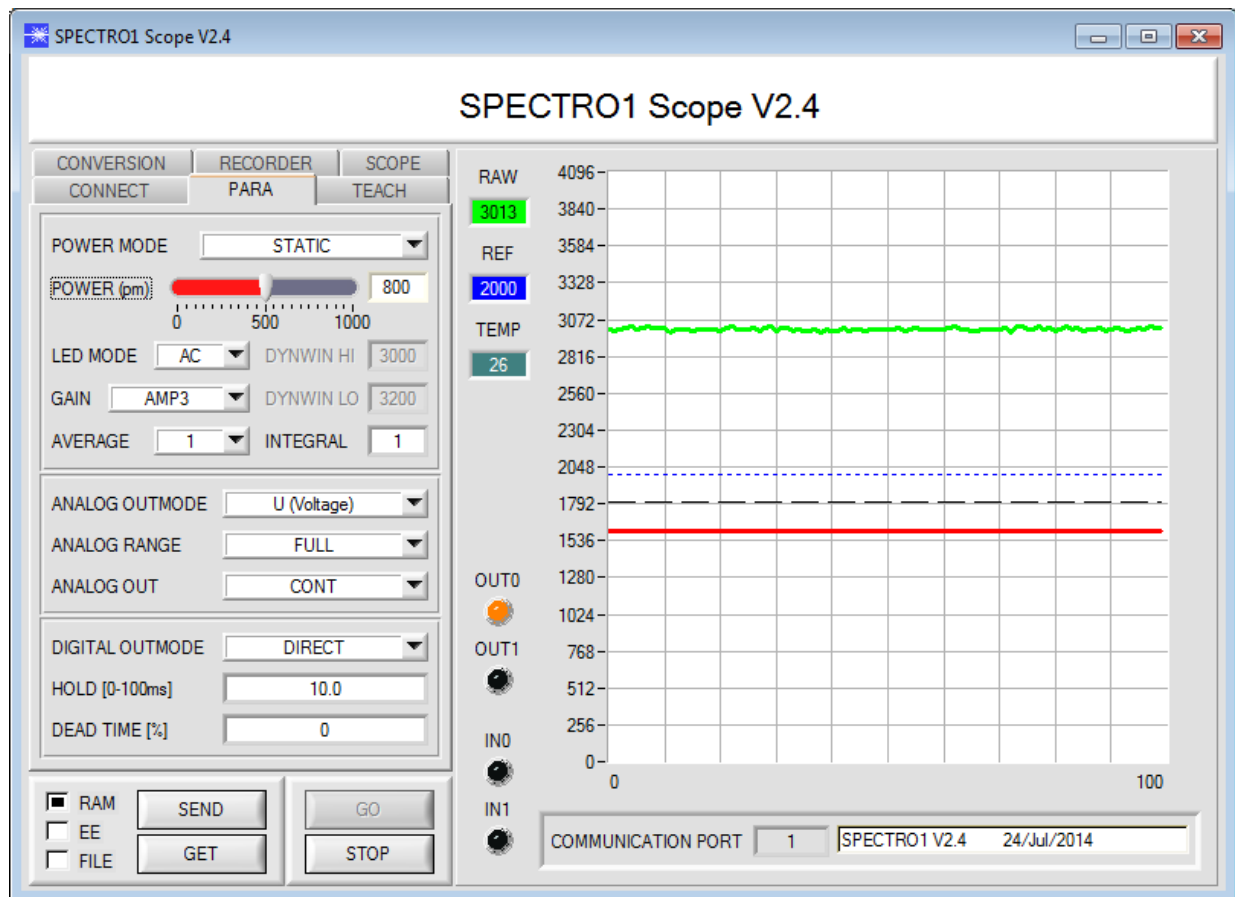 SPECTRO1 Scope V2.4
SPECTRO1 Scope V2.4
CONVERSION RECORDER SCOPE
CONNECT PARA TEACH
POWER MODE STATIC
POWER (pm) 800
0 500 1000
LED MODE AC DYNWIN HI 3000
GAIN AMP3 DYNWIN LO 3200
AVERAGE 1 INTEGRAL 1
ANALOG OUTMODE U (Voltage)
ANALOG RANGE FULL
ANALOG OUT CONT
DIGITAL OUTMODE DIRECT
HOLD [0-100ms] 10.0
DEAD TIME [%] 0
RAM
EE
FILE
SEND
GET
GO
STOP
RAW
3013
REF
2000
TEMP
26
OUT0
OUT1
IN0
IN1
4096
3840
3584
3328
3072
2816
2560
2304
2048
1792
1536
1280
1024
768
512
256
0
0 100
COMMUNICATION PORT 1 SPECTRO1 V2.4 24/Jul/2014